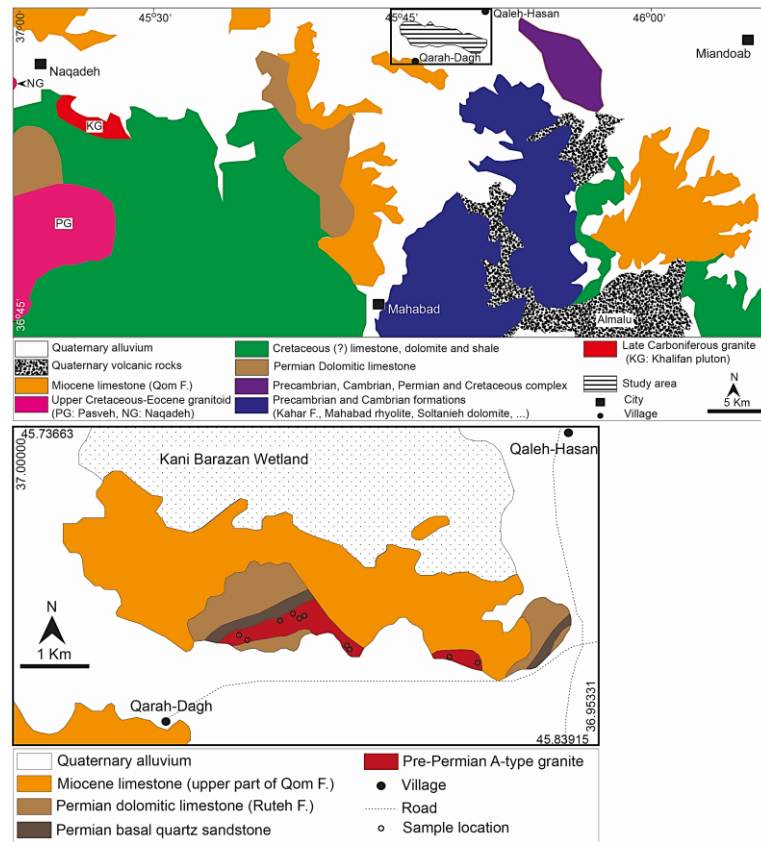 37°00'
45°30'
45°45'
Qaleh-Hasan
46°00'
Miandoab
Naqadeh
Qarah-Dagh
NG
KG
PG
36°45'
Mahabad
Almalu
Quaternary alluvium
Quaternary volcanic rocks
Miocene limestone (Qom F.)
Upper Cretaceous-Eocene granitoid
(PG: Pasveh, NG: Naqadeh)
Cretaceous (?) limestone, dolomite and shale
Permian Dolomitic limestone
Precambrian, Cambrian, Permian and Cretaceous complex
Precambrian and Cambrian formations
(Kahar F., Mahabad rhyolite, Soltanieh dolomite, ...)
Late Carboniferous granite
(KG: Khalifan pluton)
Study area
City
Village
N
5 Km
45.73663
37.00000
Kani Barazan Wetland
Qaleh-Hasan
N
1 Km
Qarah-Dagh
36.95331
45.83915
Quaternary alluvium
Miocene limestone (upper part of Qom F.)
Permian dolomitic limestone (Ruteh F.)
Permian basal quartz sandstone
Pre-Permian A-type granite
Village
Road
Sample location